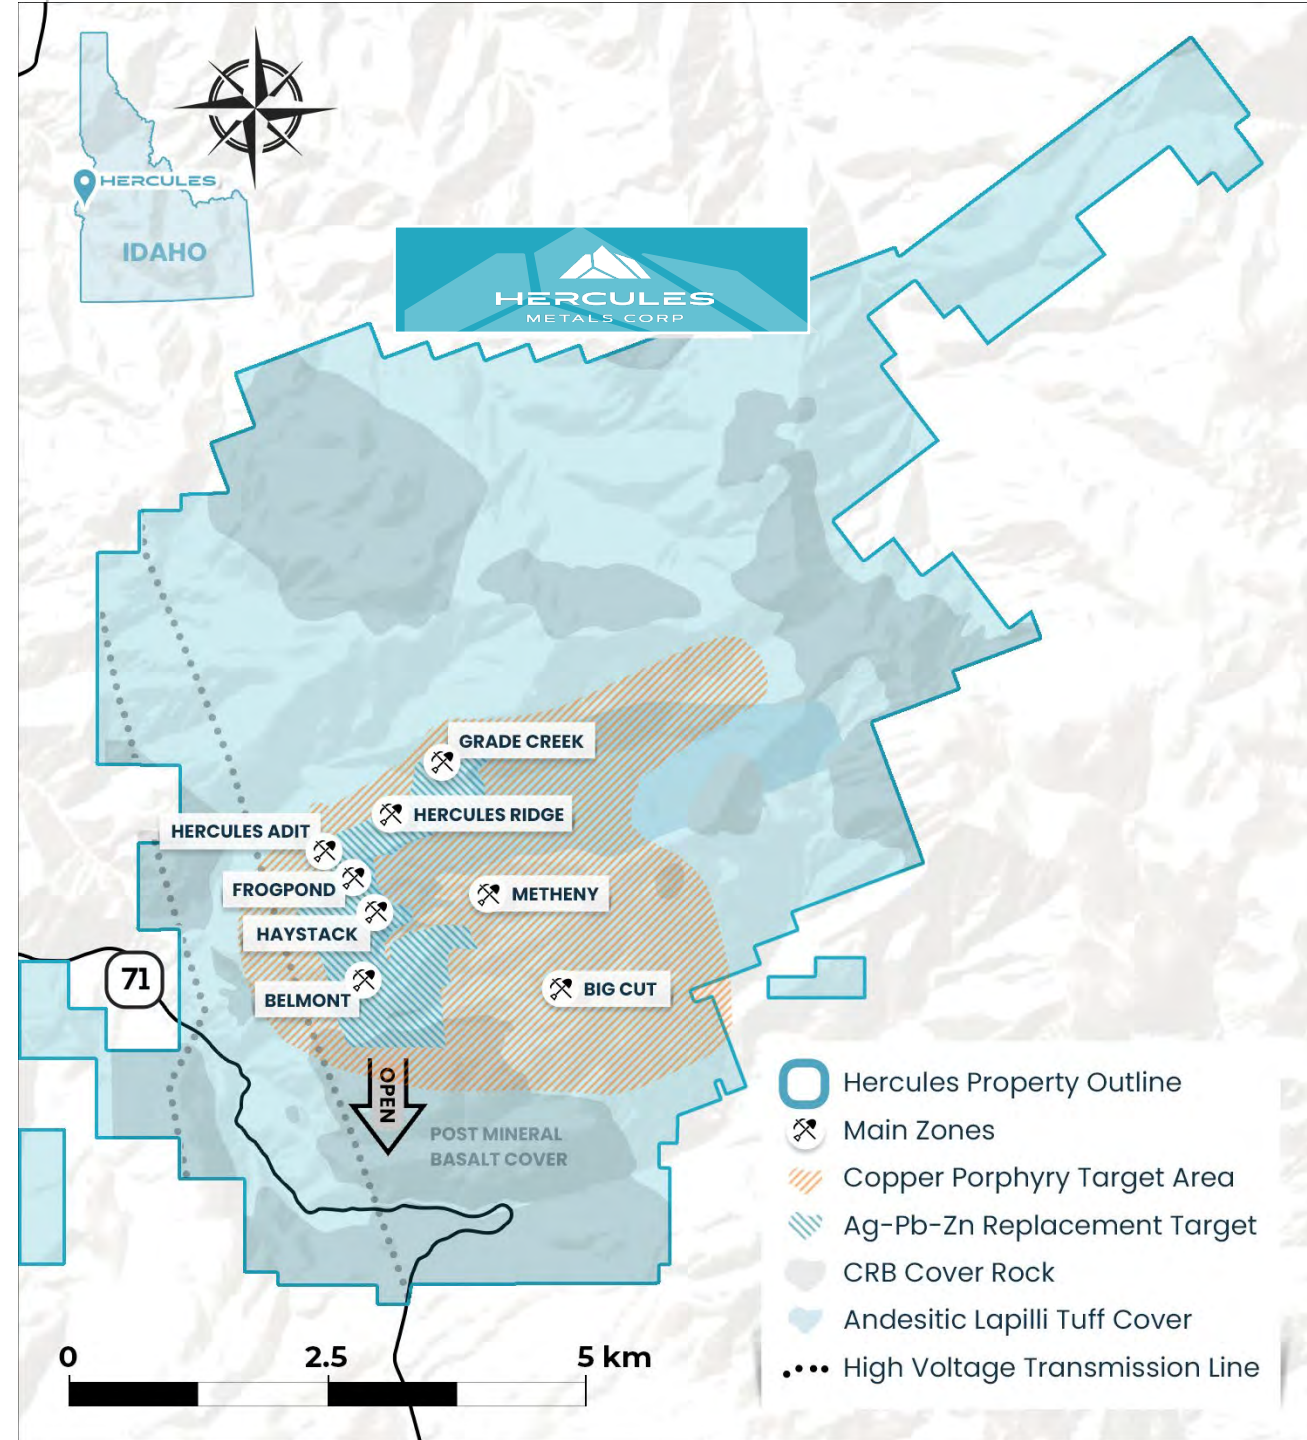 HERCULES
IDAHO
HERCULES
METALS CORP
GRADE CREEK
HERCULES RIDGE
HERCULES ADIT
FROGPOND
METHENY
HAYSTACK
71
BELMONT
BIG CUT
OPEN
POST MINERAL
BASALT COVER
Hercules Property Outline
Main Zones
Copper Porphyry Target Area
Ag-Pb-Zn Replacement Target
CRB Cover Rock
Andesitic Lapilli Tuff Cover
High Voltage Transmission Line
0 2.5 5 km